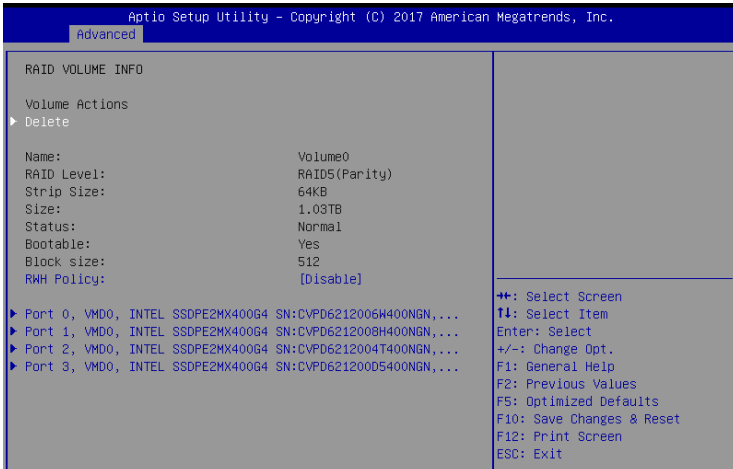 Aptio Setup Utility – Copyright (C) 2017 American Megatrends, Inc.
Advanced
RAID VOLUME INFO
Volume Actions
Delete
Name: Volume0
RAID Level: RAID5(Parity)
Strip Size: 64KB
Size: 1.03TB
Status: Normal
Bootable: Yes
Block size: 512
RWH Policy: [Disable]
Port 0, VMD0, INTEL SSDPE2MX400G4 SN:CVPD6212006W400NGN,...
Port 1, VMD0, INTEL SSDPE2MX400G4 SN:CVPD6212008H400NGN,...
Port 2, VMD0, INTEL SSDPE2MX400G4 SN:CVPD6212004T400NGN,...
Port 3, VMD0, INTEL SSDPE2MX400G4 SN:CVPD621200D5400NGN,...
→←: Select Screen
↑↓: Select Item
Enter: Select
+/-: Change Opt.
F1: General Help
F2: Previous Values
F5: Optimized Defaults
F10: Save Changes & Reset
F12: Print Screen
ESC: Exit